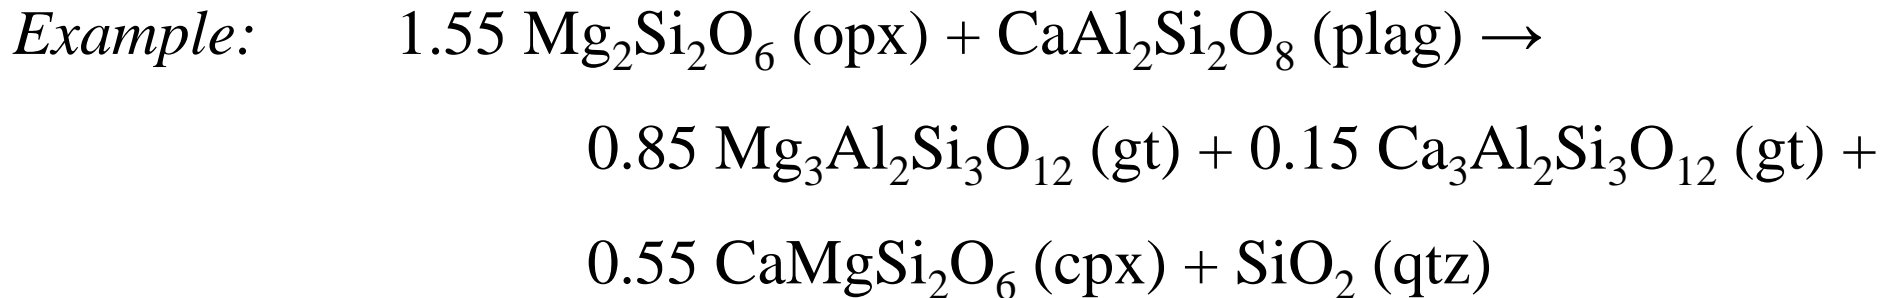 Example: 1.55 Mg₂Si₂O₆ (opx) + CaAl₂Si₂O₈ (plag) →
0.85 Mg₃Al₂Si₃O₁₂ (gt) + 0.15 Ca₃Al₂Si₃O₁₂ (gt) +
0.55 CaMgSi₂O₆ (cpx) + SiO₂ (qtz)